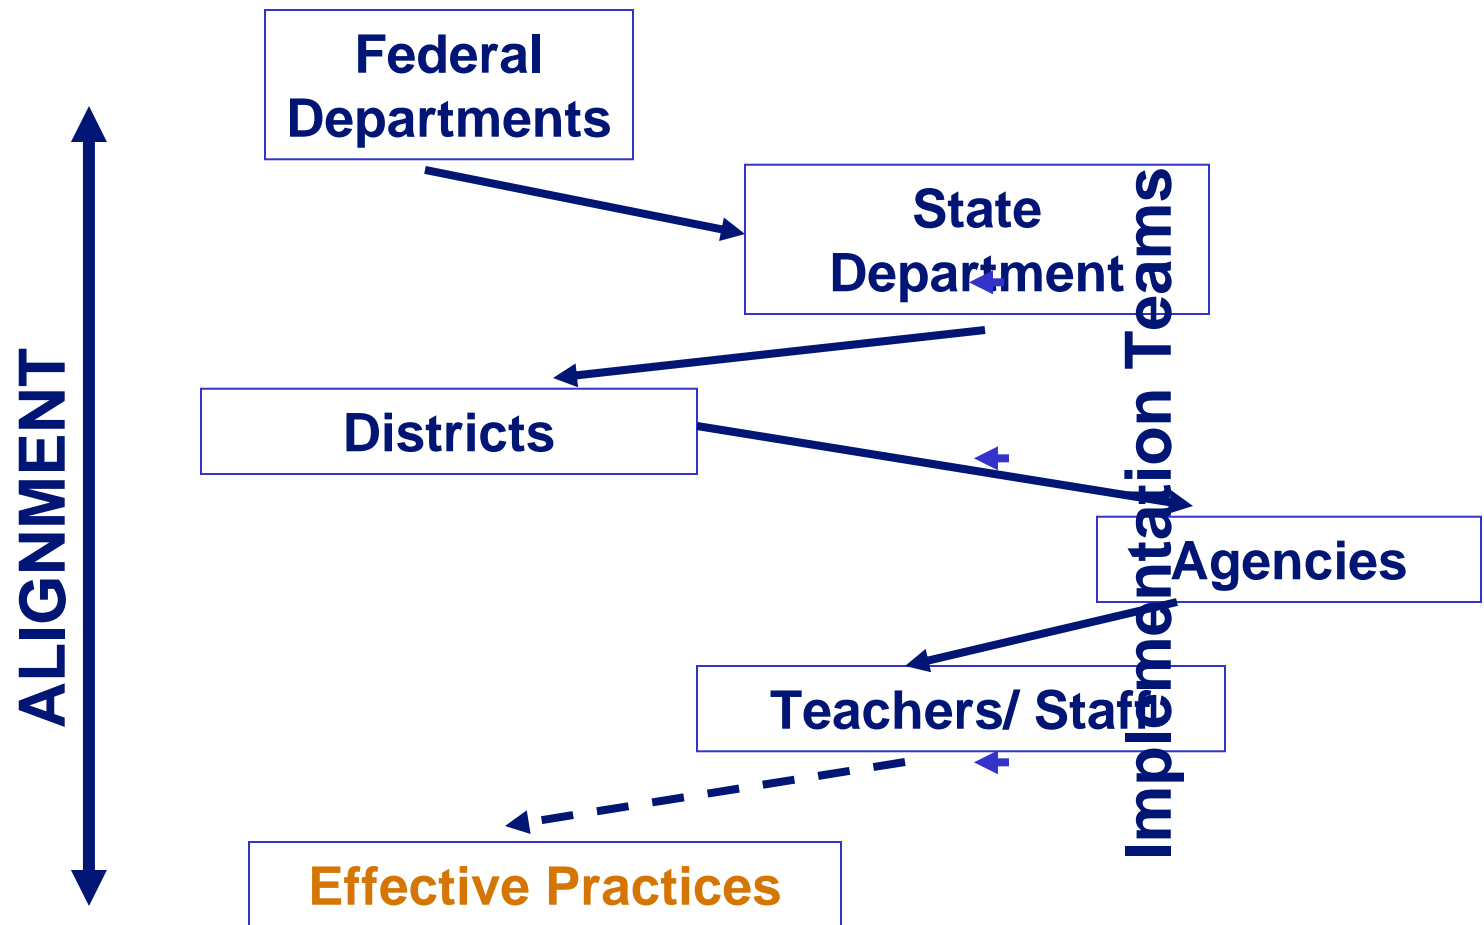 Federal
Departments
State
Department
Districts
Agencies
Teachers/ Staff
Effective Practices
ALIGNMENT
Implementation Teams